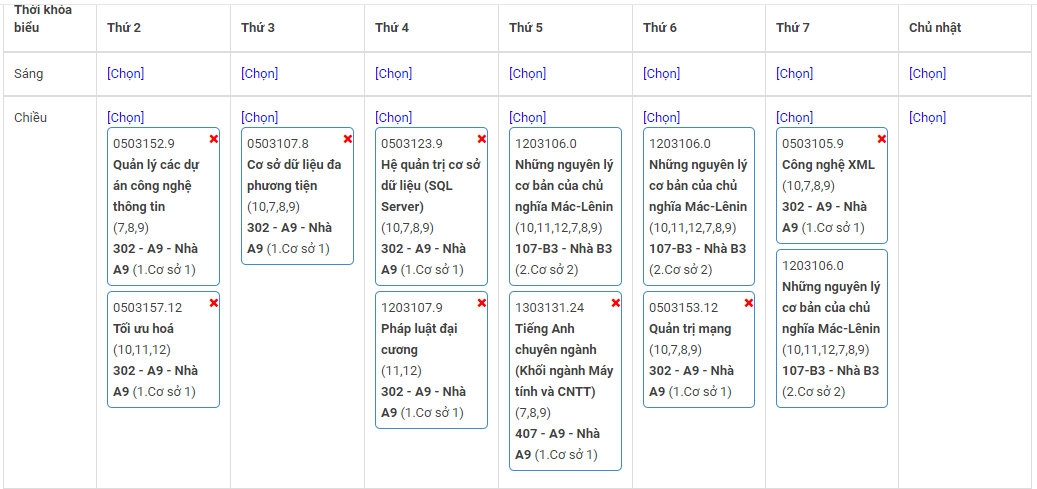 Thời khóa
biểu
Thứ 2
Thứ 3
Thứ 4
Thứ 5
Thứ 6
Thứ 7
Chủ nhật
Sáng
[Chọn]
[Chọn]
[Chọn]
[Chọn]
[Chọn]
[Chọn]
[Chọn]
Chiều
[Chọn]
0503152.9
Quản lý các dự
án công nghệ
thông tin
(7,8,9)
302 - A9 - Nhà
A9 (1.Cơ sở 1)
0503157.12
Tối ưu hoá
(10,11,12)
302 - A9 - Nhà
A9 (1.Cơ sở 1)
[Chọn]
0503107.8
Cơ sở dữ liệu đa
phương tiện
(10,7,8,9)
302 - A9 - Nhà
A9 (1.Cơ sở 1)
[Chọn]
0503123.9
Hệ quản trị cơ sở
dữ liệu (SQL
Server)
(10,7,8,9)
302 - A9 - Nhà
A9 (1.Cơ sở 1)
1203107.9
Pháp luật đại
cương
(11,12)
302 - A9 - Nhà
A9 (1.Cơ sở 1)
[Chọn]
1203106.0
Những nguyên lý
cơ bản của chủ
nghĩa Mác-Lênin
(10,11,12,7,8,9)
107-B3 - Nhà B3
(2.Cơ sở 2)
1303131.24
Tiếng Anh
chuyên ngành
(Khối ngành Máy
tính và CNTT)
(7,8,9)
407 - A9 - Nhà
A9 (1.Cơ sở 1)
[Chọn]
1203106.0
Những nguyên lý
cơ bản của chủ
nghĩa Mác-Lênin
(10,11,12,7,8,9)
107-B3 - Nhà B3
(2.Cơ sở 2)
0503153.12
Quản trị mạng
(10,7,8,9)
302 - A9 - Nhà
A9 (1.Cơ sở 1)
[Chọn]
0503105.9
Công nghệ XML
(10,7,8,9)
302 - A9 - Nhà
A9 (1.Cơ sở 1)
1203106.0
Những nguyên lý
cơ bản của chủ
nghĩa Mác-Lênin
(10,11,12,7,8,9)
107-B3 - Nhà B3
(2.Cơ sở 2)
[Chọn]